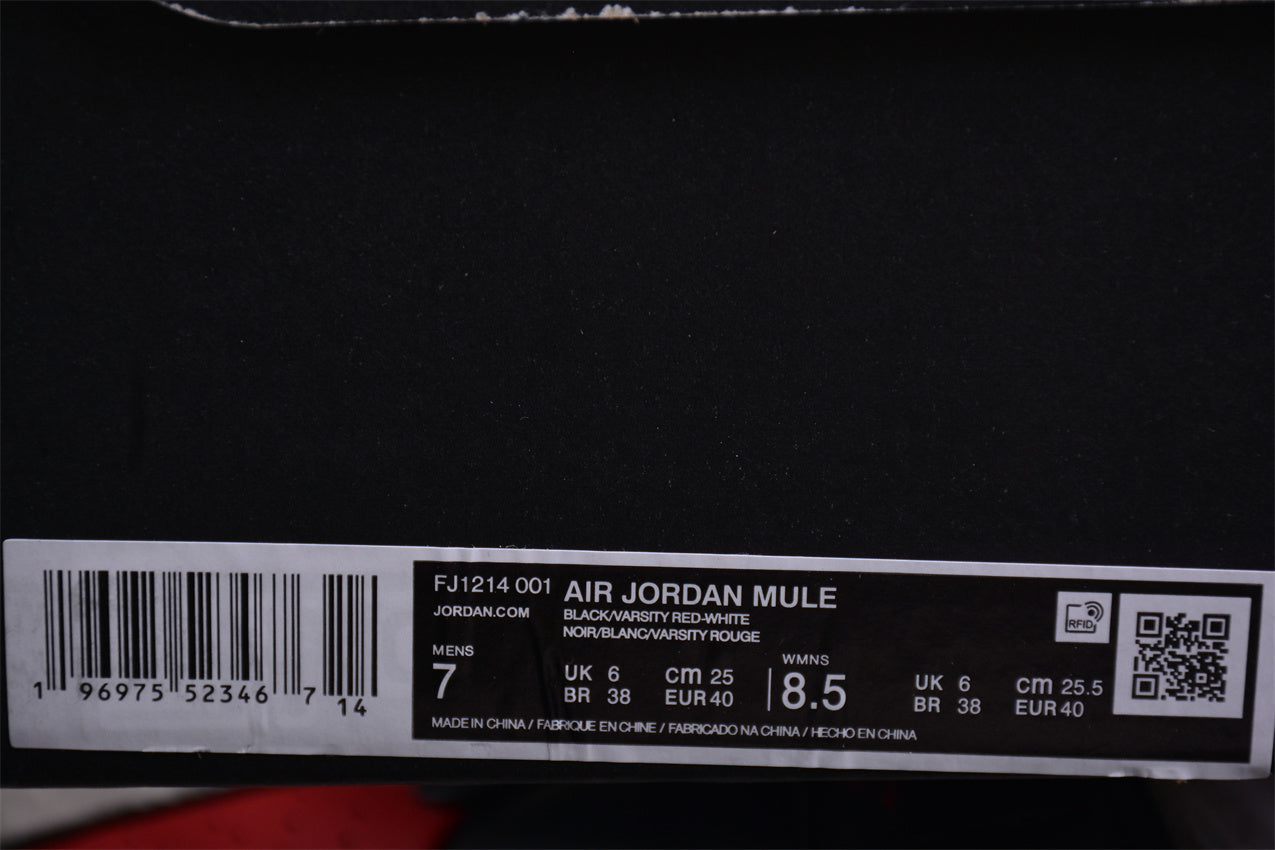 1 96975 52346 7 14
FJ1214 001 AIR JORDAN MULE
JORDAN.COM BLACK/VARSITY RED-WHITE
NOIR/BLANC/VARSITY ROUGE
RFID
MENS WMNS
7 UK 6 cm 25 8.5 UK 6 cm 25.5
BR 38 EUR 40 BR 38 EUR 40
MADE IN CHINA / FABRIQUE EN CHINE / FABRICADO NA CHINA / HECHO EN CHINA